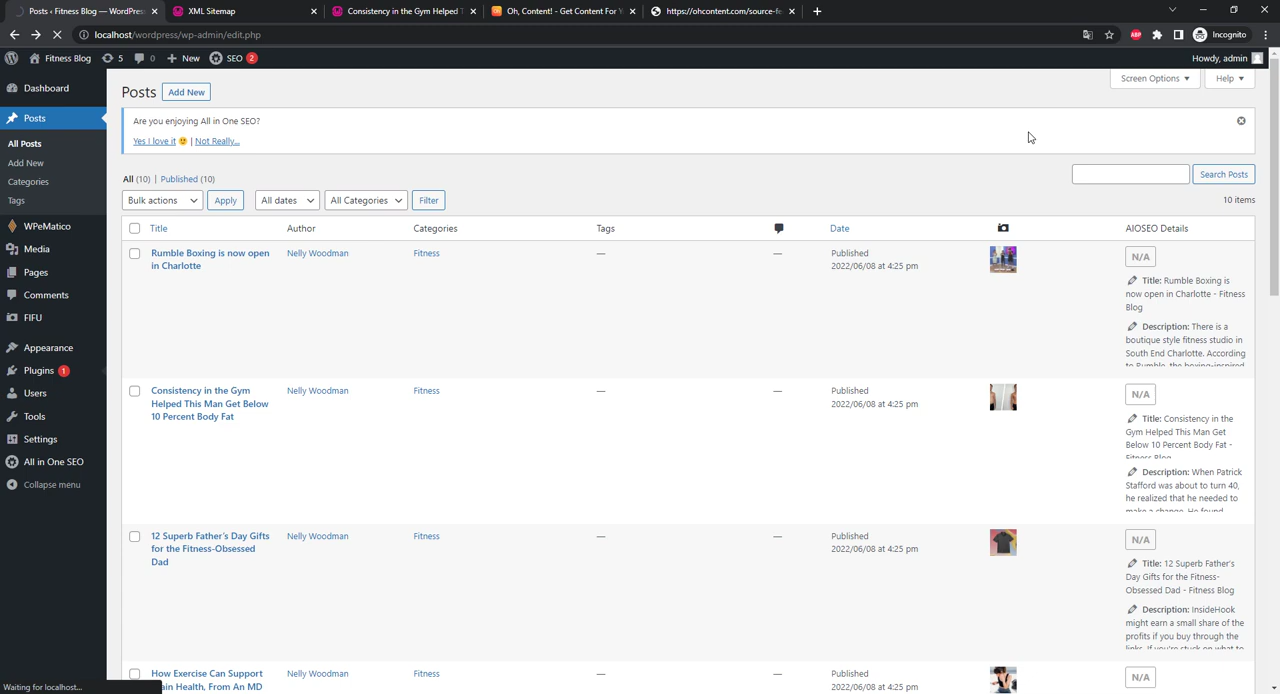 Posts ‹ Fitness Blog — WordPres
XML Sitemap
Consistency in the Gym Helped T
Oh, Content! - Get Content For Y
https://ohcontent.com/source-fe
localhost/wordpress/wp-admin/edit.php
ABP
Incognito
Fitness Blog
5
0
New
SEO 2
Howdy, admin
Dashboard
Posts
All Posts
Add New
Categories
Tags
WPeMatico
Media
Pages
Comments
FIFU
Appearance
Plugins 1
Users
Tools
Settings
All in One SEO
Collapse menu
Screen Options
Help
Posts
Add New
Are you enjoying All in One SEO?
Yes I love it 🙂 | Not Really...
All (10) | Published (10)
Search Posts
Bulk actions
Apply
All dates
All Categories
Filter
10 items
Title
Author
Categories
Tags
Date
AIOSEO Details
Rumble Boxing is now open
in Charlotte
Nelly Woodman
Fitness
—
—
Published
2022/06/08 at 4:25 pm
N/A
Title: Rumble Boxing is
now open in Charlotte - Fitness
Blog
Description: There is a
boutique style fitness studio in
South End Charlotte. According
to Rumble, the boxing-inspired
Consistency in the Gym
Helped This Man Get Below
10 Percent Body Fat
Nelly Woodman
Fitness
—
—
Published
2022/06/08 at 4:25 pm
N/A
Title: Consistency in the
Gym Helped This Man Get
Below 10 Percent Body Fat -
Fitness Blog
Description: When Patrick
Stafford was about to turn 40,
he realized that he needed to
make a change. He found
12 Superb Father's Day Gifts
for the Fitness-Obsessed
Dad
Nelly Woodman
Fitness
—
—
Published
2022/06/08 at 4:25 pm
N/A
Title: 12 Superb Father's
Day Gifts for the Fitness-
Obsessed Dad - Fitness Blog
Description: InsideHook
might earn a small share of the
profits if you buy through the
links. If you're stuck on what to
How Exercise Can Support
ain Health, From An MD
Nelly Woodman
Fitness
—
—
Published
2022/06/08 at 4:25 pm
N/A
Waiting for localhost...